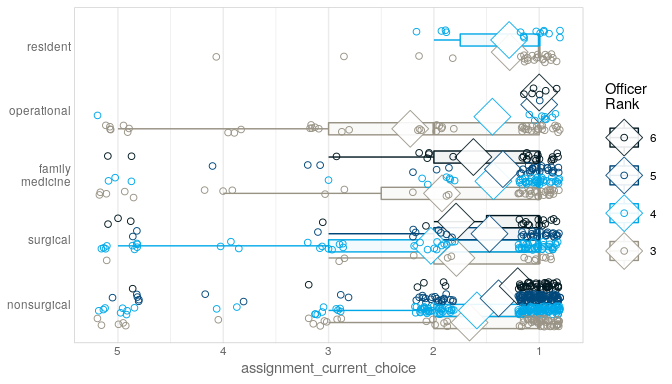 resident
operational
family
medicine
surgical
nonsurgical
5
4
3
2
1
assignment_current_choice
Officer
Rank
6
5
4
3